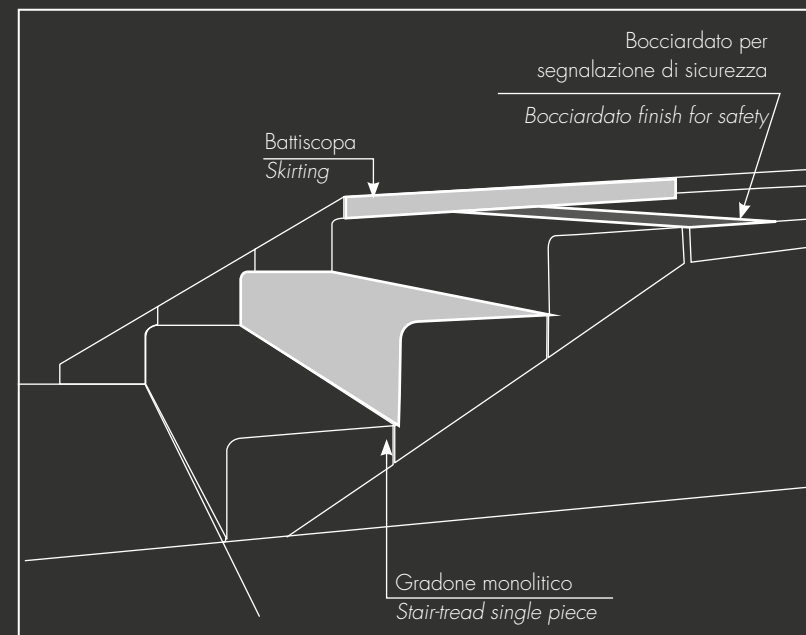 Bocciardato per
segnalazione di sicurezza
Bocciardato finish for safety
Battiscopa
Skirting
Gradone monolitico
Stair-tread single piece